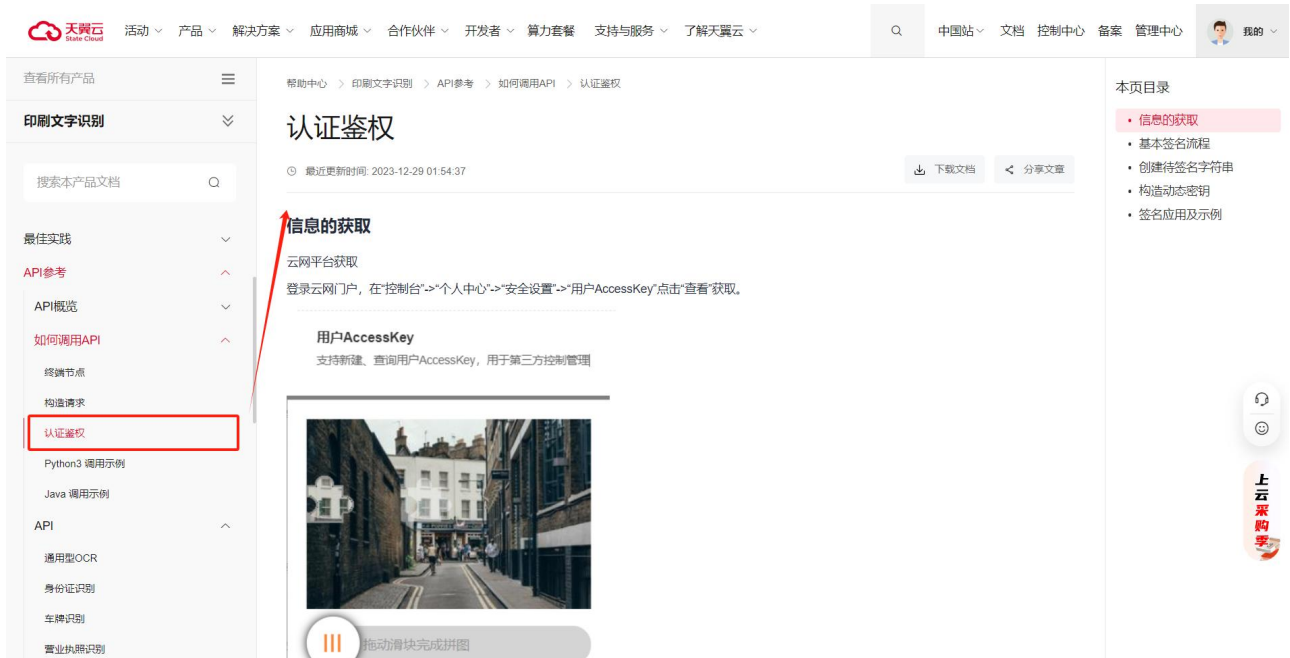 天翼云
State Cloud
活动 产品 解决方案 应用商城 合作伙伴 开发者 算力套餐 支持与服务 了解天翼云 中国站 文档 控制中心 备案 管理中心 我的
查看所有产品
印刷文字识别
搜索本产品文档
最佳实践
API参考
API概览
如何调用API
终端节点
构造请求
认证鉴权
Python3 调用示例
Java 调用示例
API
通用型OCR
身份证识别
车牌识别
营业执照识别
帮助中心 > 印刷文字识别 > API参考 > 如何调用API > 认证鉴权
认证鉴权
最近更新时间: 2023-12-29 01:54:37
下载文档 分享文章
信息的获取
云网平台获取
登录云网门户，在“控制台”->“个人中心”->“安全设置”->“用户AccessKey”点击“查看”获取。
用户AccessKey
支持新建、查询用户AccessKey，用于第三方控制管理
拖动滑块完成拼图
本页目录
信息的获取
基本签名流程
创建待签名字符串
构造动态密钥
签名应用及示例
上云采购季